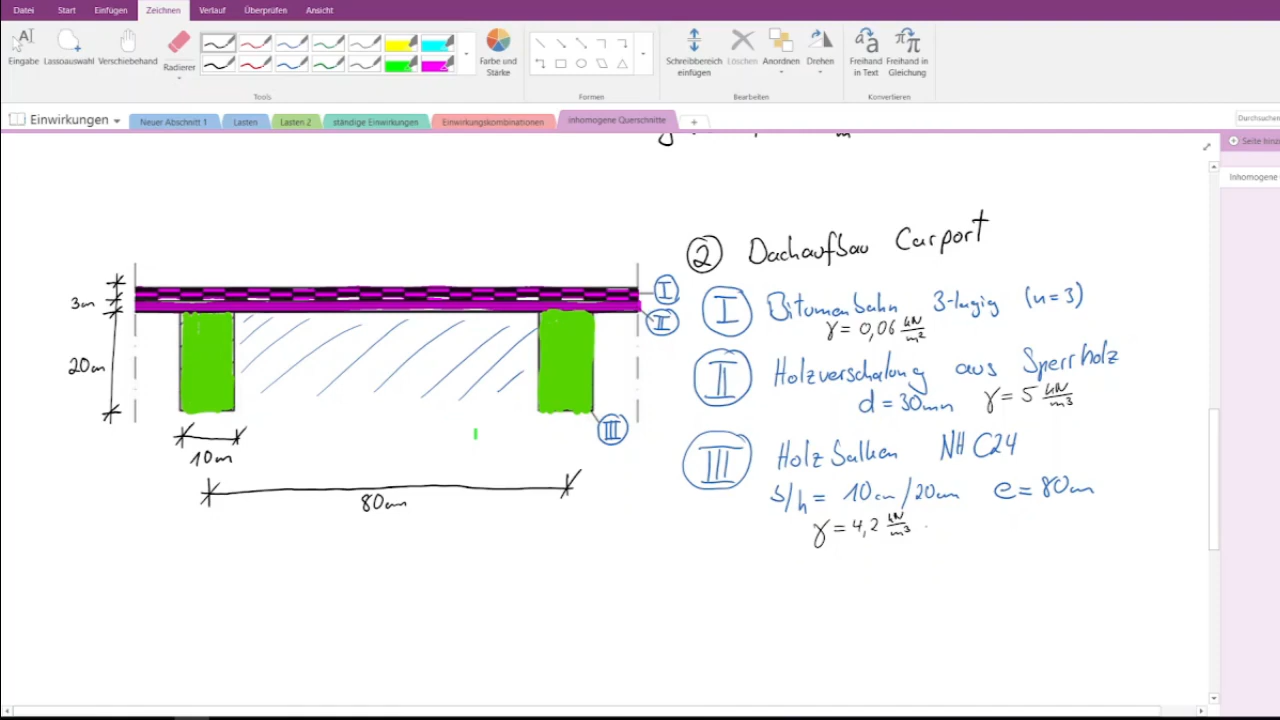 Datei Start Einfügen Zeichnen Verlauf Überprüfen Ansicht
Eingabe Lassoauswahl Verschiebehand Radierer Farbe und Stärke Schreibbereich einfügen Löschen Anordnen Drehen Freihand in Text Freihand in Gleichung
Tools Formen Bearbeiten Konvertieren
Einwirkungen Neuer Abschnitt 1 Lasten Lasten 2 ständige Einwirkungen Einwirkungskombinationen inhomogene Querschnitte + Durchsuchen
Seite hinz
Inhomogene
② Dachaufbau Carport
3cm
I
I Bitumenbahn 3-lagig (n=3)
γ = 0,06 kN/m²
II
20cm
II Holzverschalung aus Sperrholz
d = 30mm γ = 5 kN/m³
III
10cm
III Holzbalken NH C24
80cm
b/h = 10cm/20cm e = 80cm
γ = 4,2 kN/m³